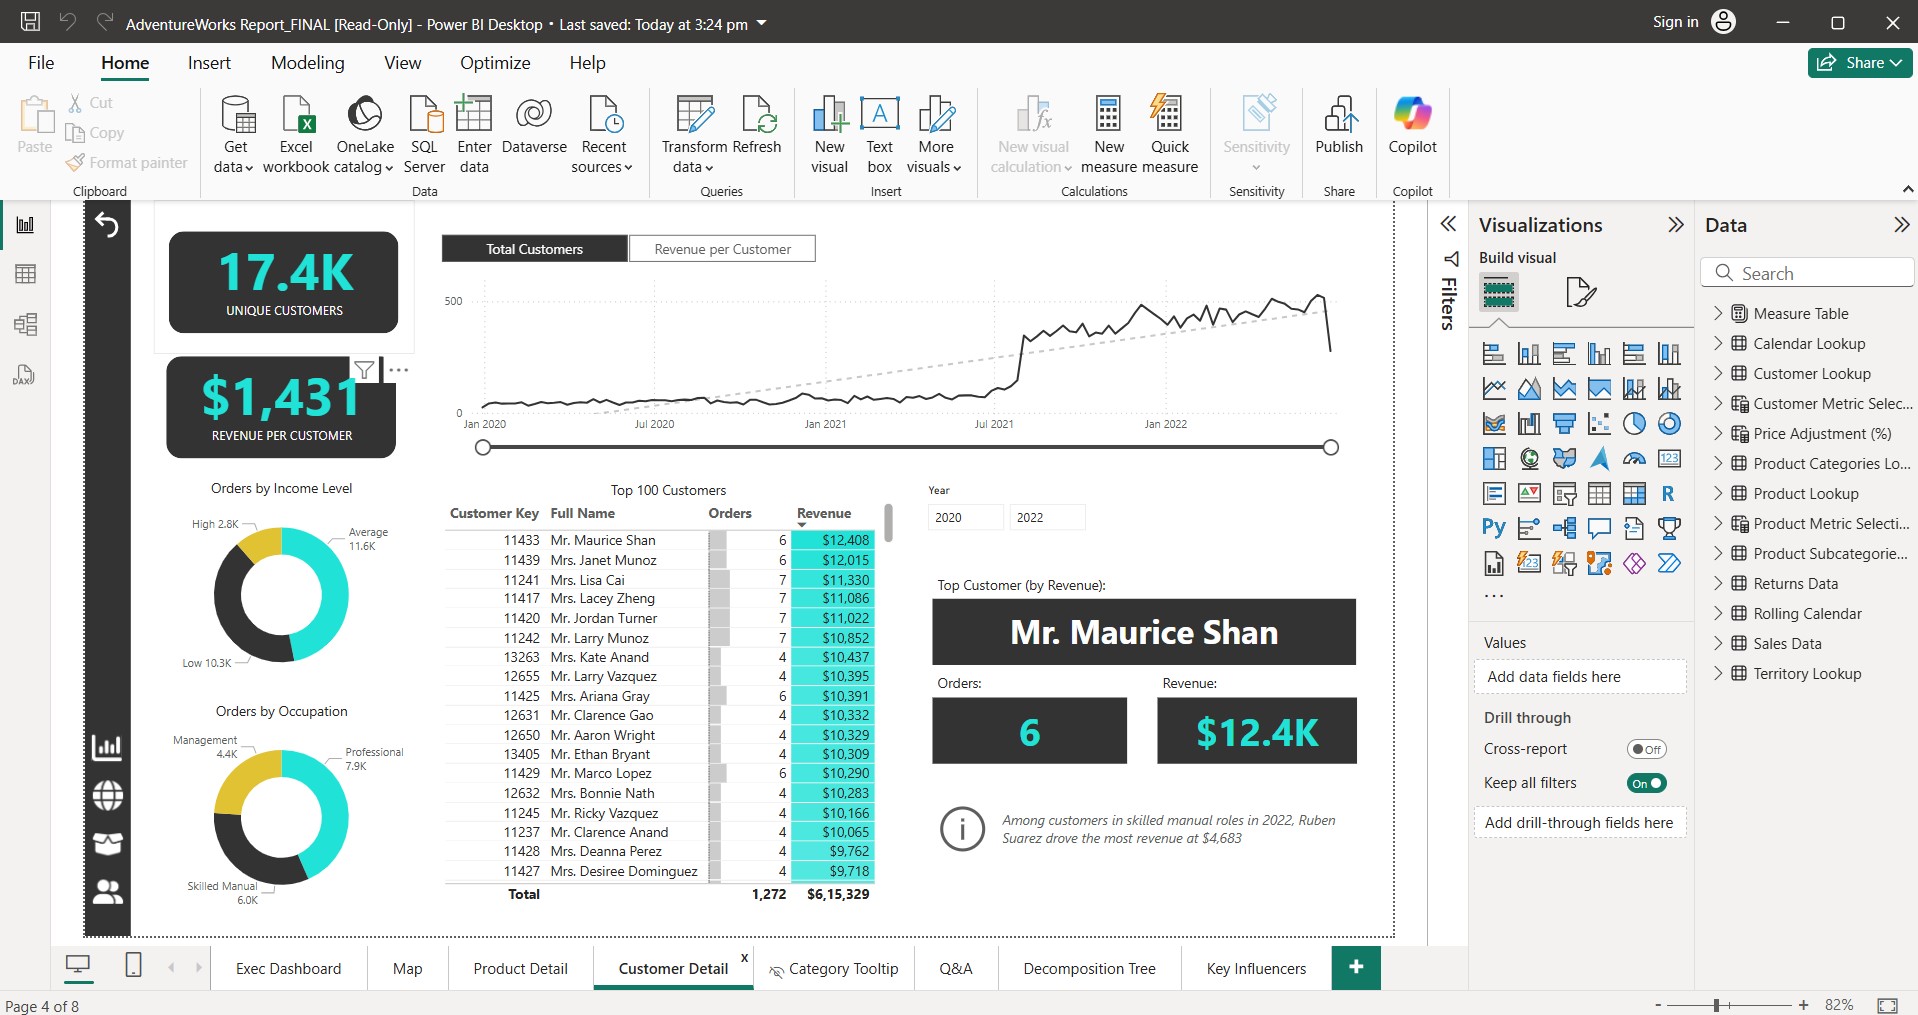 AdventureWorks Report_FINAL [Read-Only] - Power BI Desktop • Last saved: Today at 3:24 pm
Sign in
File Home Insert Modeling View Optimize Help
Share
Paste
Cut
Copy
Format painter
Clipboard
Get data
Excel workbook
OneLake catalog
SQL Server
Enter data
Dataverse
Recent sources
Data
Transform data
Refresh
Queries
New visual
Text box
More visuals
Insert
New visual calculation
New measure
Quick measure
Calculations
Sensitivity
Sensitivity
Publish
Share
Copilot
Copilot
17.4K
UNIQUE CUSTOMERS
$1,431
REVENUE PER CUSTOMER
Total Customers Revenue per Customer
500
0
Jan 2020 Jul 2020 Jan 2021 Jul 2021 Jan 2022
Orders by Income Level
High 2.8K
Average
11.6K
Low 10.3K
Orders by Occupation
Management
4.4K
Professional
7.9K
Skilled Manual
6.0K
Top 100 Customers
Customer Key Full Name Orders Revenue
11433 Mr. Maurice Shan 6 $12,408
11439 Mrs. Janet Munoz 6 $12,015
11241 Mrs. Lisa Cai 7 $11,330
11417 Mrs. Lacey Zheng 7 $11,086
11420 Mr. Jordan Turner 7 $11,022
11242 Mr. Larry Munoz 7 $10,852
13263 Mrs. Kate Anand 4 $10,437
12655 Mr. Larry Vazquez 4 $10,395
11425 Mrs. Ariana Gray 6 $10,391
12631 Mr. Clarence Gao 4 $10,332
12650 Mr. Aaron Wright 4 $10,329
13405 Mr. Ethan Bryant 4 $10,309
11429 Mr. Marco Lopez 6 $10,290
12632 Mrs. Bonnie Nath 4 $10,283
11245 Mr. Ricky Vazquez 4 $10,166
11237 Mr. Clarence Anand 4 $10,065
11428 Mrs. Deanna Perez 4 $9,762
11427 Mrs. Desiree Dominguez 4 $9,718
Total 1,272 $6,15,329
Year
2020 2022
Top Customer (by Revenue):
Mr. Maurice Shan
Orders: Revenue:
6 $12.4K
Among customers in skilled manual roles in 2022, Ruben
Suarez drove the most revenue at $4,683
Filters
Visualizations
Build visual
123
R
Py
123
...
Values
Add data fields here
Drill through
Cross-report Off
Keep all filters On
Add drill-through fields here
Data
Search
Measure Table
Calendar Lookup
Customer Lookup
Customer Metric Selec...
Price Adjustment (%)
Product Categories Lo...
Product Lookup
Product Metric Selecti...
Product Subcategorie...
Returns Data
Rolling Calendar
Sales Data
Territory Lookup
DAX
Exec Dashboard Map Product Detail Customer Detail x Category Tooltip Q&A Decomposition Tree Key Influencers +
Page 4 of 8
- + 82%